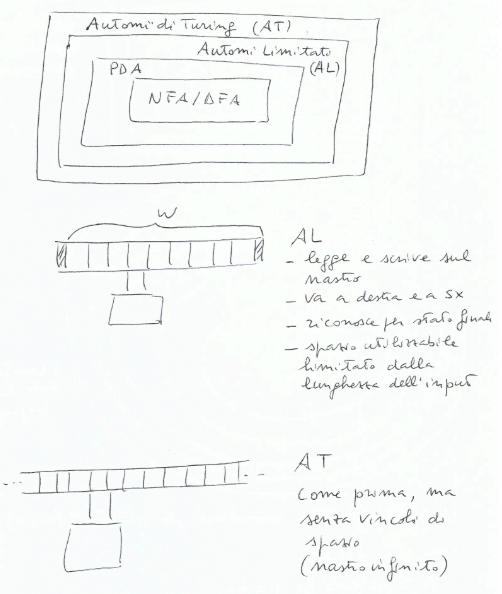 Automi di Turing (AT)
Automi Limitato
(AL)
PDA
NFA/DFA
W
AL
- legge e scrive sul
nastro
- va a destra e a sx
- riconosce per stato finale
- spazio utilizzabile
limitato dalla
lunghezza dell'input
AT
Come prima, ma
senza vincoli di
spazio
(nastro infinito)